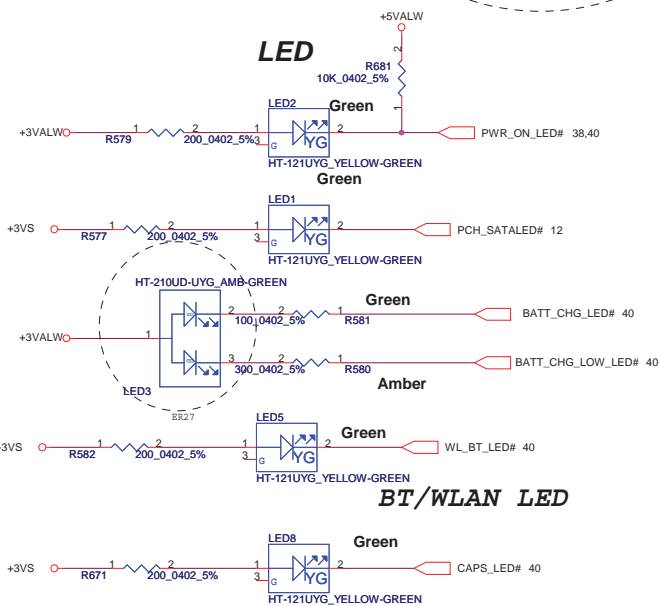 +5VALW
LED
R681
10K_0402_5%
2
1
LED2
Green
+3VALW
1
2
R579
200_0402_5%
1
3
G
YG
2
PWR_ON_LED# 38,40
HT-121UYG_YELLOW-GREEN
Green
LED1
+3VS
1
2
R577
200_0402_5%
1
3
G
YG
2
PCH_SATALED# 12
HT-121UYG_YELLOW-GREEN
HT-210UD-UYG_AMB-GREEN
Green
2
2
1
100_0402_5%
R581
BATT_CHG_LED# 40
+3VALW
1
3
2
1
300_0402_5%
R580
BATT_CHG_LOW_LED# 40
LED3
Amber
ER27
LED5
Green
+3VS
1
2
R582
200_0402_5%
1
3
G
YG
2
WL_BT_LED# 40
HT-121UYG_YELLOW-GREEN
BT/WLAN LED
LED8
Green
+3VS
1
2
R671
200_0402_5%
1
3
G
YG
2
CAPS_LED# 40
HT-121UYG_YELLOW-GREEN